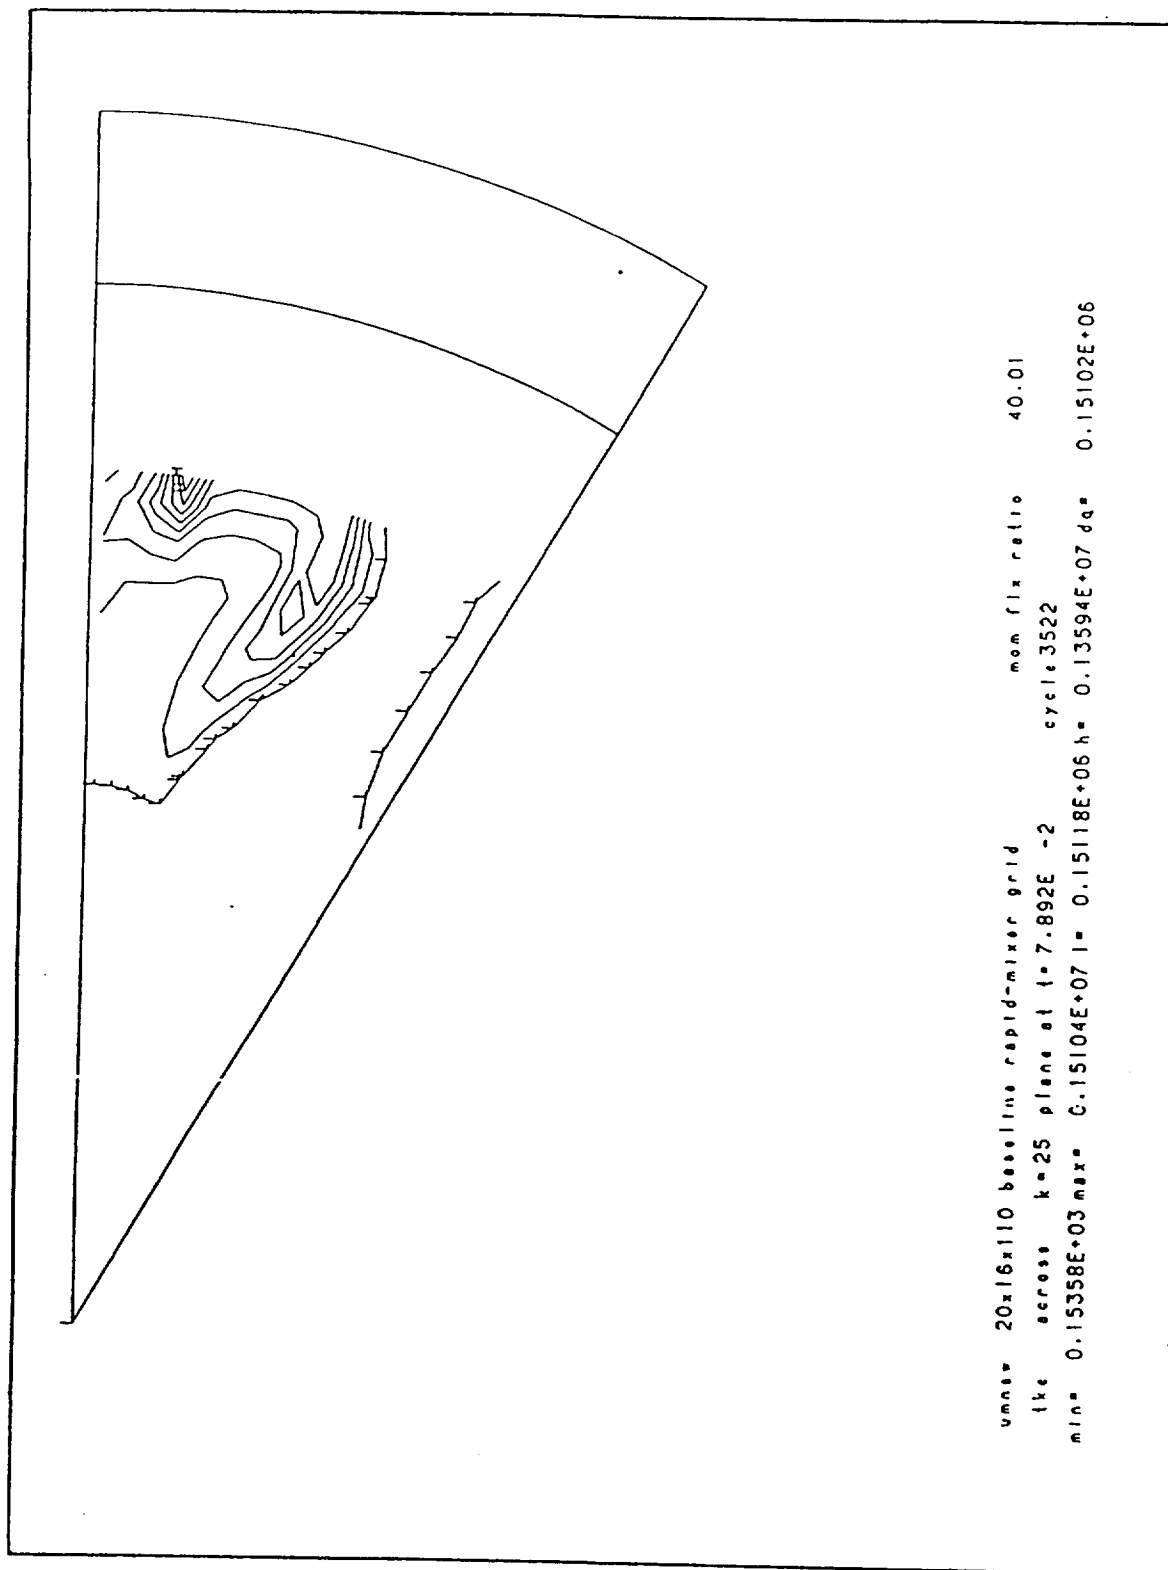 vmnsw 20x16x110 baseline rapid-mixer grid mom flx ratio 40.01
tke across k=25 plane at t= 7.892E -2 cycle 3522
min= 0.15358E+03 max= 0.15104E+07 l= 0.15118E+06 h= 0.13594E+07 dq= 0.15102E+06
L
H